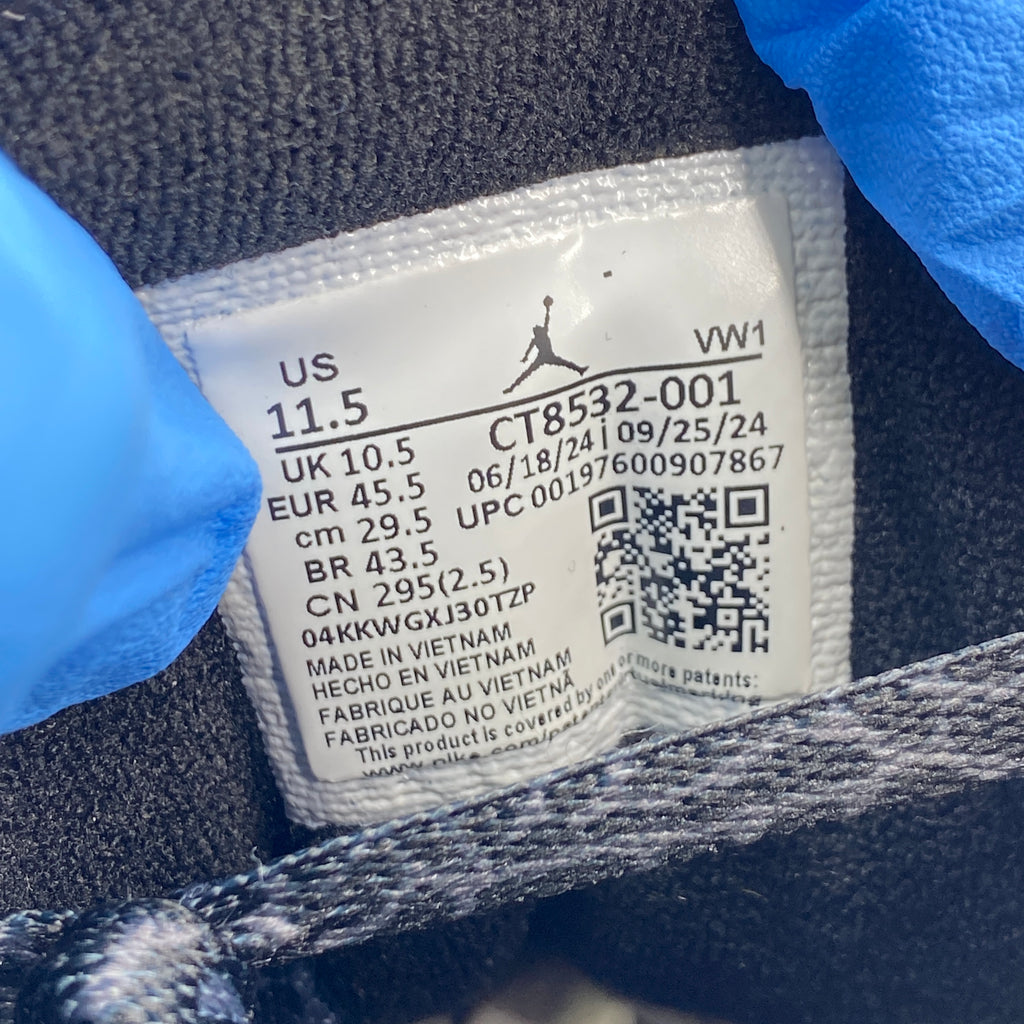 US
VW1
11.5
CT8532-001
UK 10.5
06/18/24 | 09/25/24
EUR 45.5
UPC 00197600907867
cm 29.5
BR 43.5
CN 295(2.5)
04KKWGXJ30TZP
MADE IN VIETNAM
HECHO EN VIETNAM
FABRIQUE AU VIETNAM
FABRICADO NO VIETNÃ
This product is covered by one or more patents: